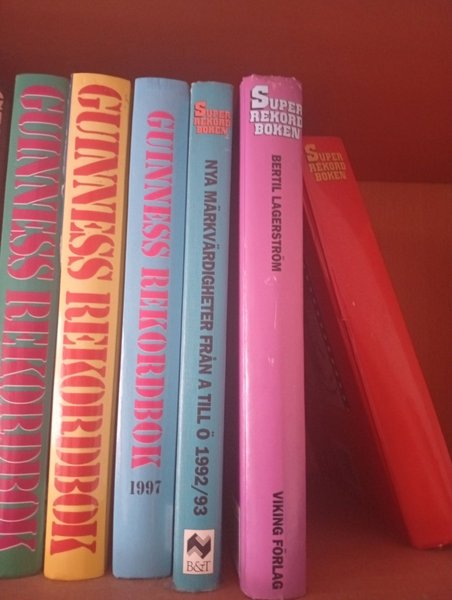 GUINNESS REKORDBOK
GUINNESS REKORDBOK
GUINNESS REKORDBOK
1997
SUPER
REKORD
BOKEN
NYA MÄRKVÄRDIGHETER FRÅN A TILL Ö 1992/93
B&T
SUPER
REKORD
BOKEN
BERTIL LAGERSTRÖM
VIKING FÖRLAG
SUPER
REKORD
BOKEN